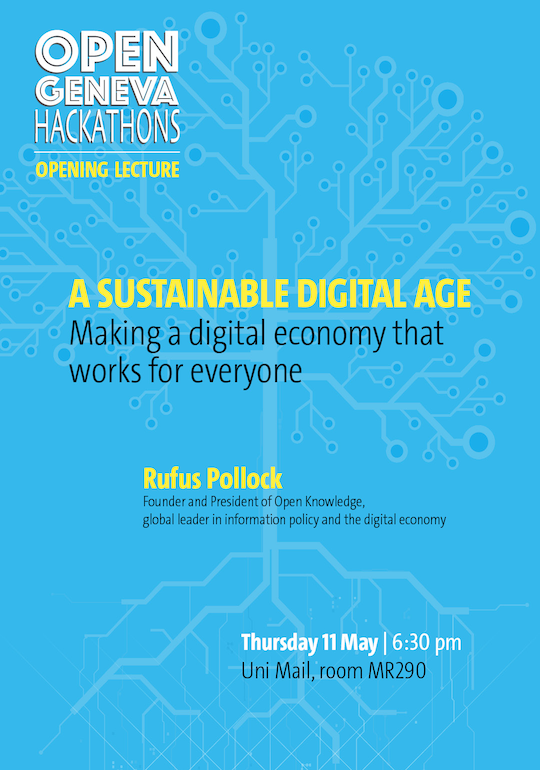 OPEN
GENEVA
HACKATHONS
OPENING LECTURE
A SUSTAINABLE DIGITAL AGE
Making a digital economy that
works for everyone
Rufus Pollock
Founder and President of Open Knowledge,
global leader in information policy and the digital economy
Thursday 11 May | 6:30 pm
Uni Mail, room MR290